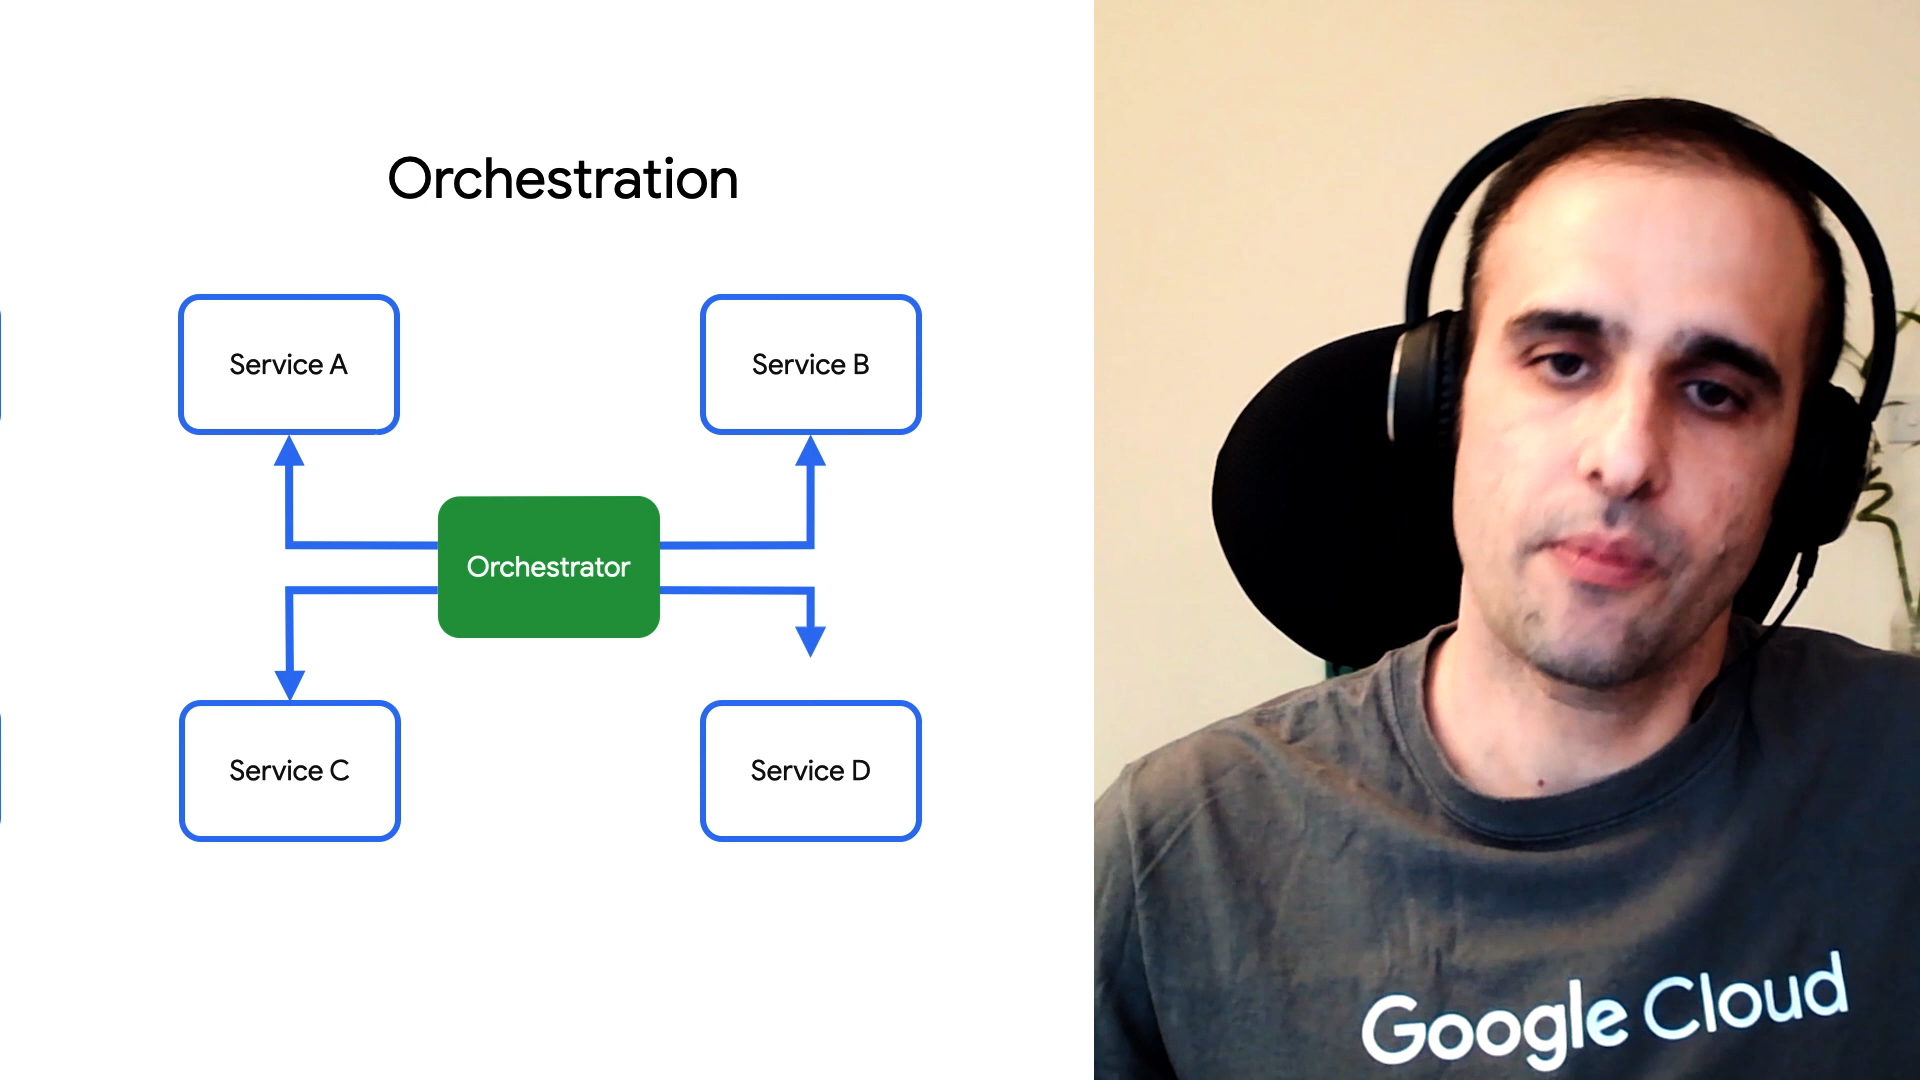 Orchestration
Service A
Service B
Orchestrator
Service C
Service D
Google Cloud